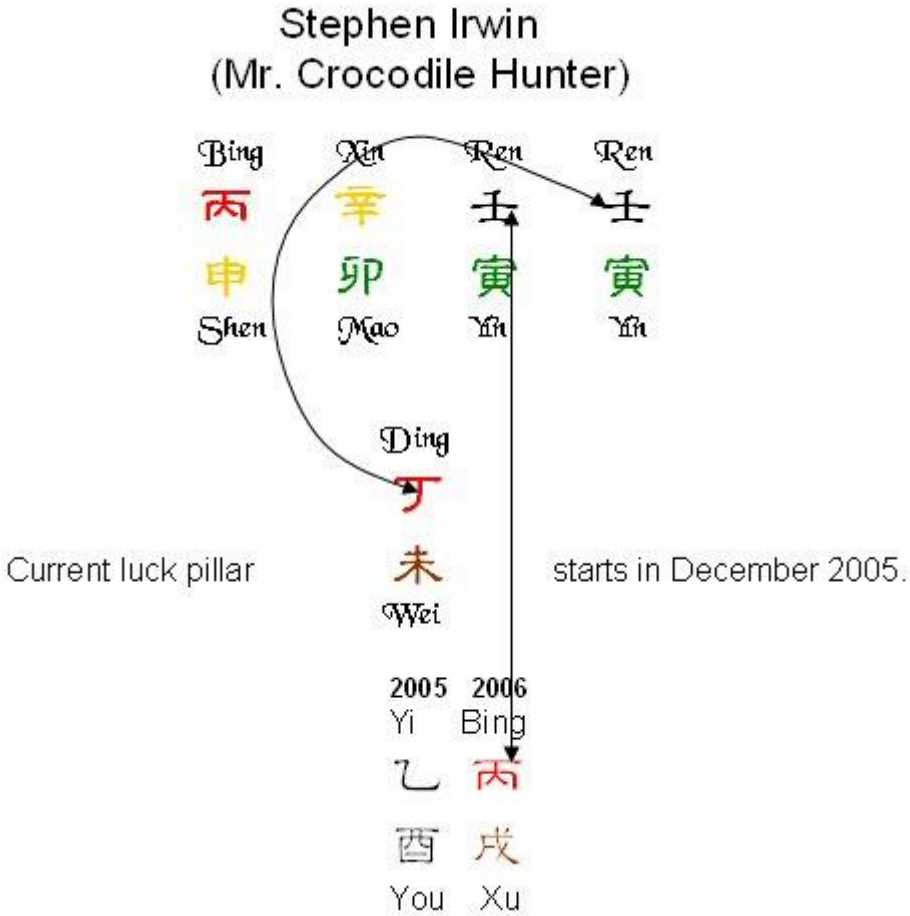 Stephen Irwin
(Mr. Crocodile Hunter)
Bing Xin Ren Ren
丙 辛 壬 壬
申 卯 寅 寅
Shen Mao Yin Yin
Ding
丁
Current luck pillar 未 starts in December 2005.
Wei
2005 2006
Yi Bing
乙 丙
酉 戌
You Xu